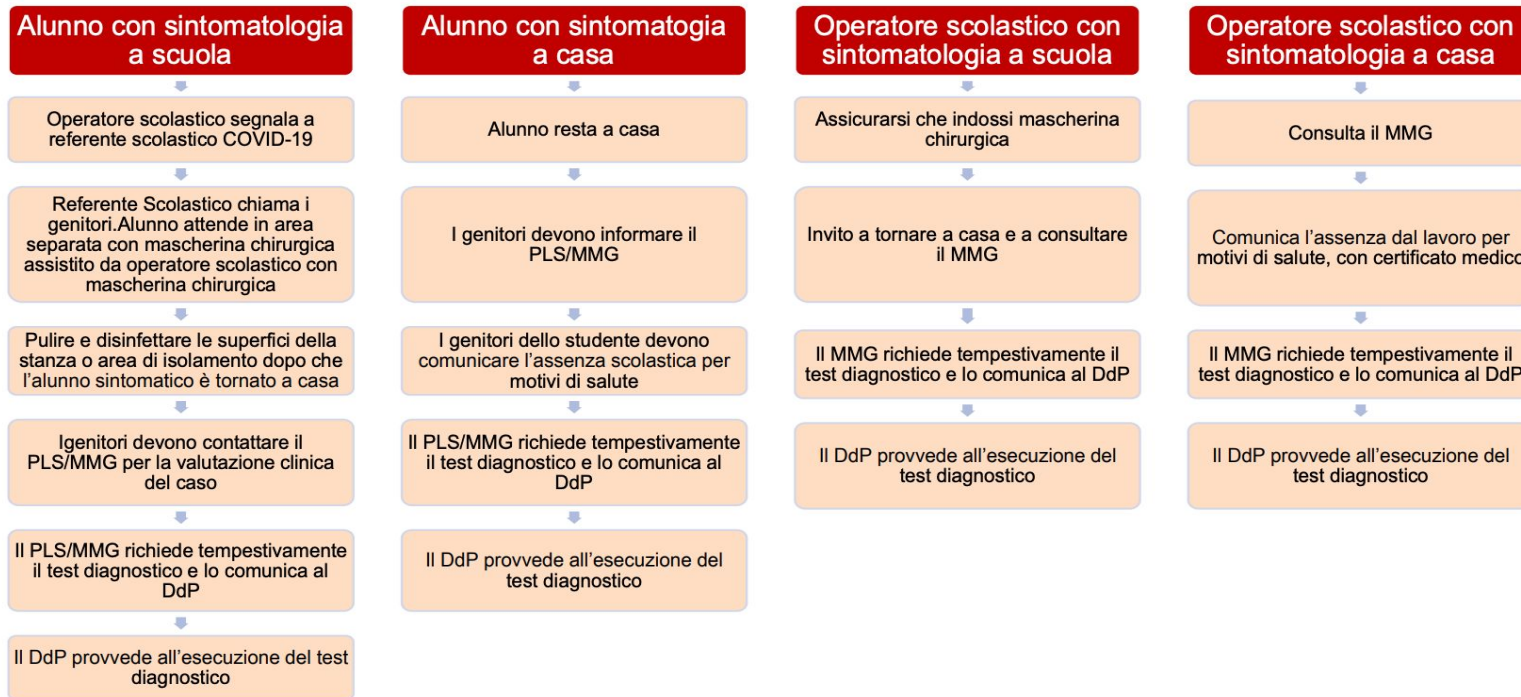 Alunno con sintomatologia
a scuola
Operatore scolastico segnala a
referente scolastico COVID-19
Referente Scolastico chiama i
genitori.Alunno attende in area
separata con mascherina chirurgica
assistito da operatore scolastico con
mascherina chirurgica
Pulire e disinfettare le superfici della
stanza o area di isolamento dopo che
l’alunno sintomatico è tornato a casa
Igenitori devono contattare il
PLS/MMG per la valutazione clinica
del caso
Il PLS/MMG richiede tempestivamente
il test diagnostico e lo comunica al
DdP
Il DdP provvede all’esecuzione del test
diagnostico
Alunno con sintomatogia
a casa
Alunno resta a casa
I genitori devono informare il
PLS/MMG
I genitori dello studente devono
comunicare l’assenza scolastica per
motivi di salute
Il PLS/MMG richiede tempestivamente
il test diagnostico e lo comunica al
DdP
Il DdP provvede all’esecuzione del
test diagnostico
Operatore scolastico con
sintomatologia a scuola
Assicurarsi che indossi mascherina
chirurgica
Invito a tornare a casa e a consultare
il MMG
Il MMG richiede tempestivamente il
test diagnostico e lo comunica al DdP
Il DdP provvede all’esecuzione del
test diagnostico
Operatore scolastico con
sintomatologia a casa
Consulta il MMG
Comunica l’assenza dal lavoro per
motivi di salute, con certificato medico
Il MMG richiede tempestivamente il
test diagnostico e lo comunica al DdP
Il DdP provvede all’esecuzione del
test diagnostico